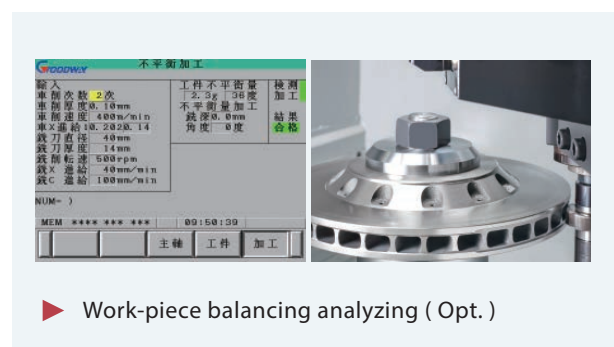 GOODWAY 不平衡加工
輸入
車削次數 2次
車削厚度0.10mm
車削速度 400m/min
車X進給10.2020.14
銑刀直徑 40mm
銑刀厚度 14mm
銑削転速 500rpm
銑X 進給 40mm/min
銑C 進給 100mm/min
工件不平衡量
2.3g 36度
不平衡量加工
銑深0.0mm
角度 0度
検測
加工
結果
合格
NUM= )
MEM **** *** *** 09:50:39
主軸 工件 加工
Work-piece balancing analyzing ( Opt. )